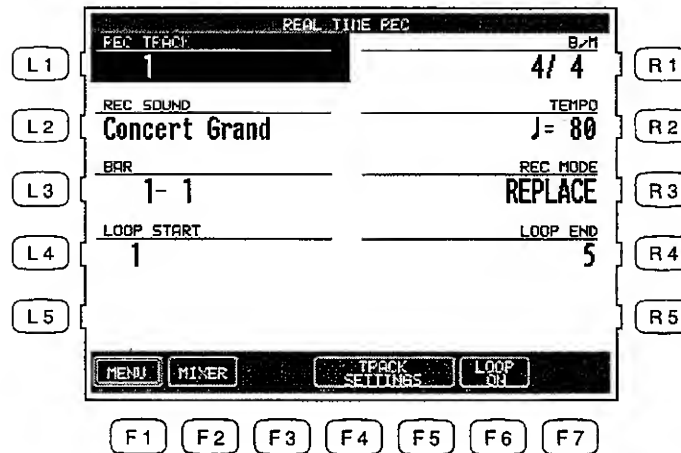 REAL TIME REC
REC TRACK
1
B/M
4/ 4
REC SOUND
Concert Grand
TEMPO
♩= 80
BAR
1- 1
REC MODE
REPLACE
LOOP START
1
LOOP END
5
MENU
MIXER
TRACK
SETTINGS
LOOP
ON
L1
L2
L3
L4
L5
R1
R2
R3
R4
R5
F1
F2
F3
F4
F5
F6
F7